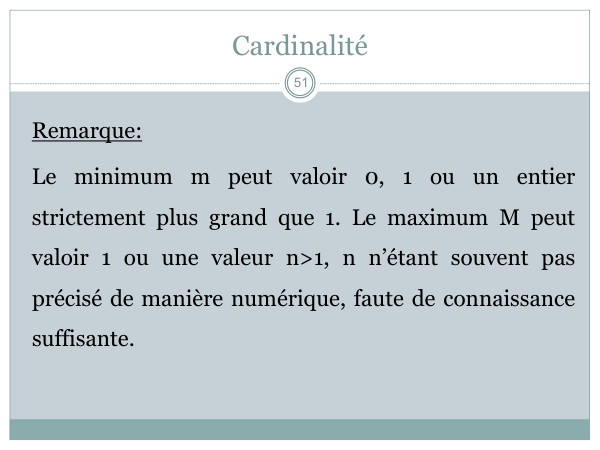 Cardinalité
51
Remarque:
Le minimum m peut valoir 0, 1 ou un entier
strictement plus grand que 1. Le maximum M peut
valoir 1 ou une valeur n>1, n n’étant souvent pas
précisé de manière numérique, faute de connaissance
suffisante.